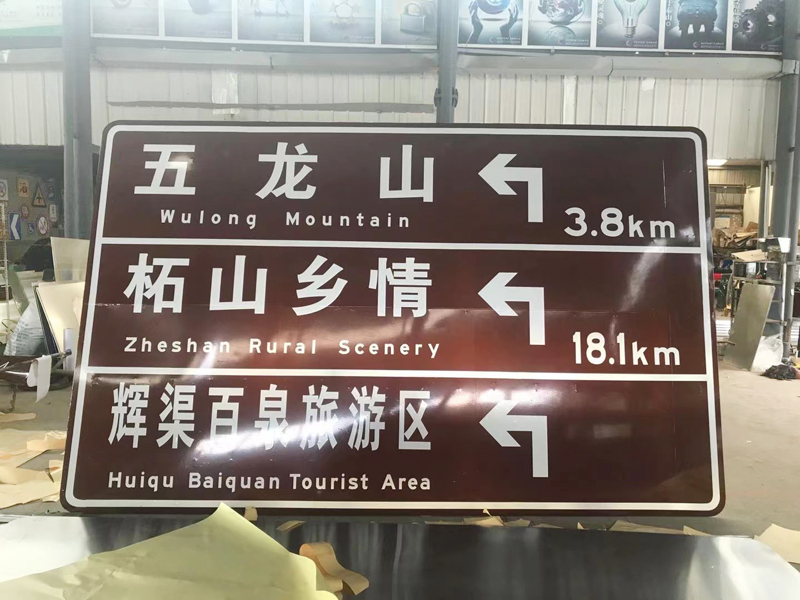 五龙山
Wulong Mountain
3.8km
柘山乡情
Zheshan Rural Scenery
18.1km
辉渠百泉旅游区
Huiqu Baiquan Tourist Area